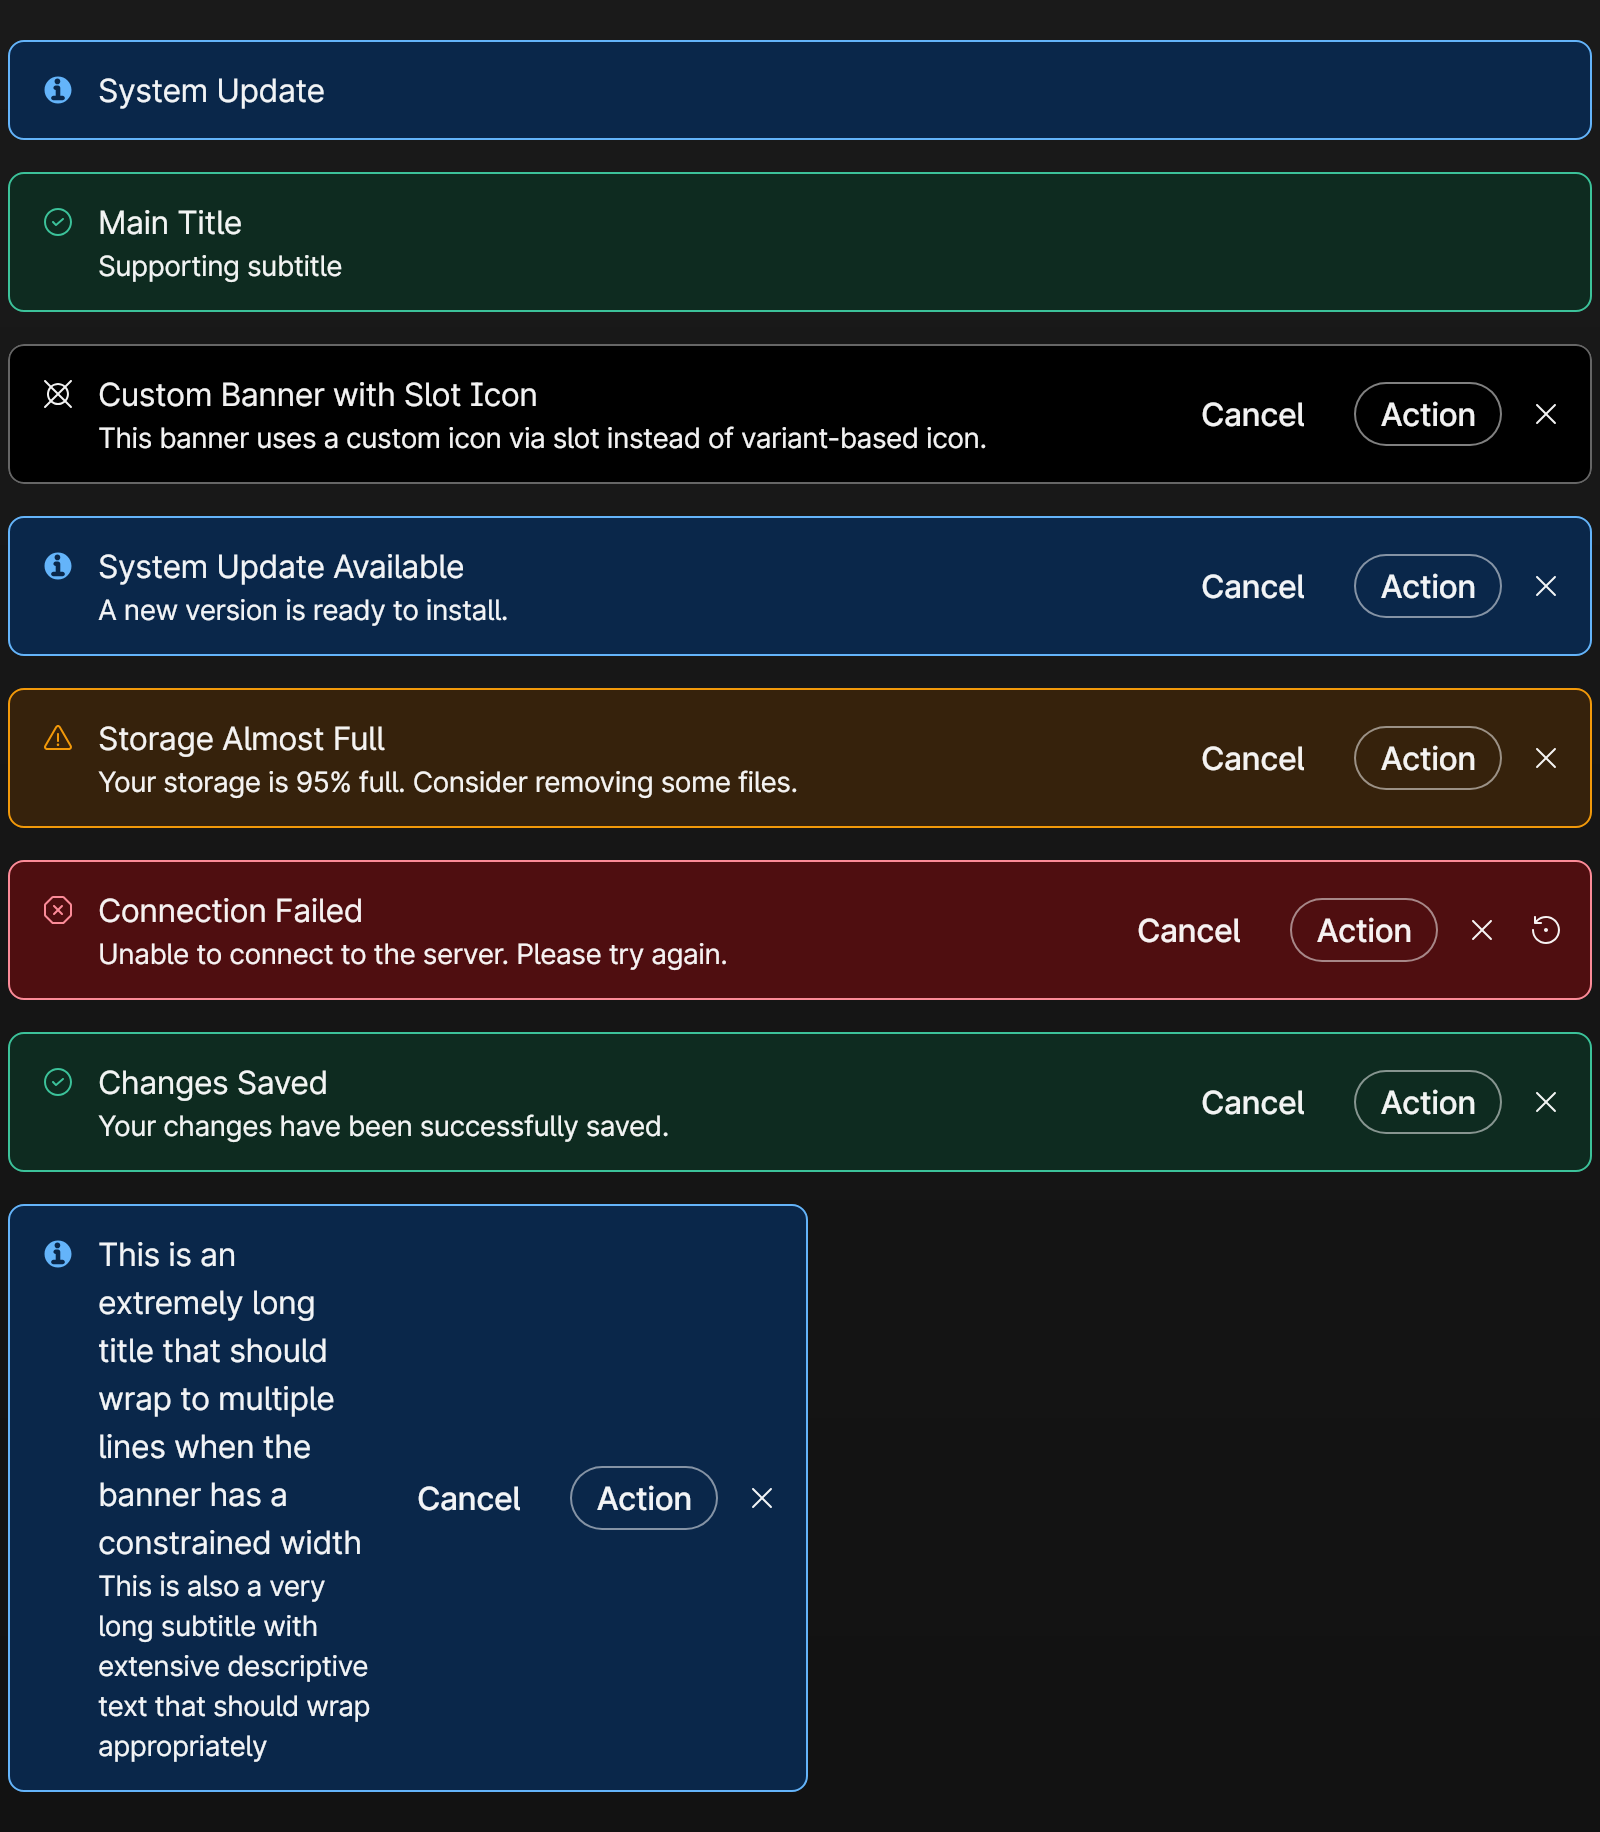 System Update
Main Title
Supporting subtitle
Custom Banner with Slot Icon
This banner uses a custom icon via slot instead of variant-based icon.
Cancel
Action
System Update Available
A new version is ready to install.
Cancel
Action
Storage Almost Full
Your storage is 95% full. Consider removing some files.
Cancel
Action
Connection Failed
Unable to connect to the server. Please try again.
Cancel
Action
Changes Saved
Your changes have been successfully saved.
Cancel
Action
This is an
extremely long
title that should
wrap to multiple
lines when the
banner has a
constrained width
This is also a very
long subtitle with
extensive descriptive
text that should wrap
appropriately
Cancel
Action